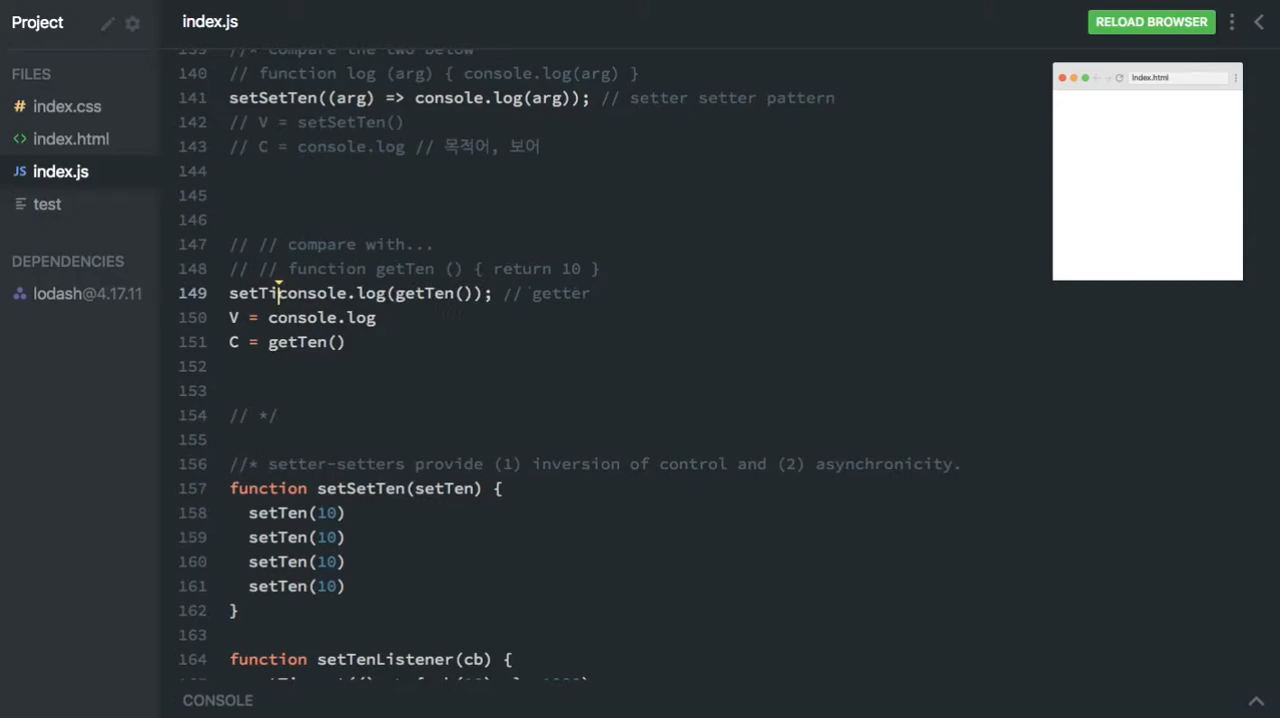 Project
FILES
# index.css
<> index.html
JS index.js
test
DEPENDENCIES
lodash@4.17.11
index.js
RELOAD BROWSER
index.html
139 //* compare the two below
140 // function log (arg) { console.log(arg) }
141 setSetTen((arg) => console.log(arg)); // setter setter pattern
142 // V = setSetTen()
143 // C = console.log // 목적어, 보어
144
145
146
147 // // compare with...
148 // // function getTen () { return 10 }
149 setTiconsole.log(getTen()); // getter
150 V = console.log
151 C = getTen()
152
153
154 // */
155
156 //* setter-setters provide (1) inversion of control and (2) asynchronicity.
157 function setSetTen(setTen) {
158 setTen(10)
159 setTen(10)
160 setTen(10)
161 setTen(10)
162 }
163
164 function setTenListener(cb) {
CONSOLE